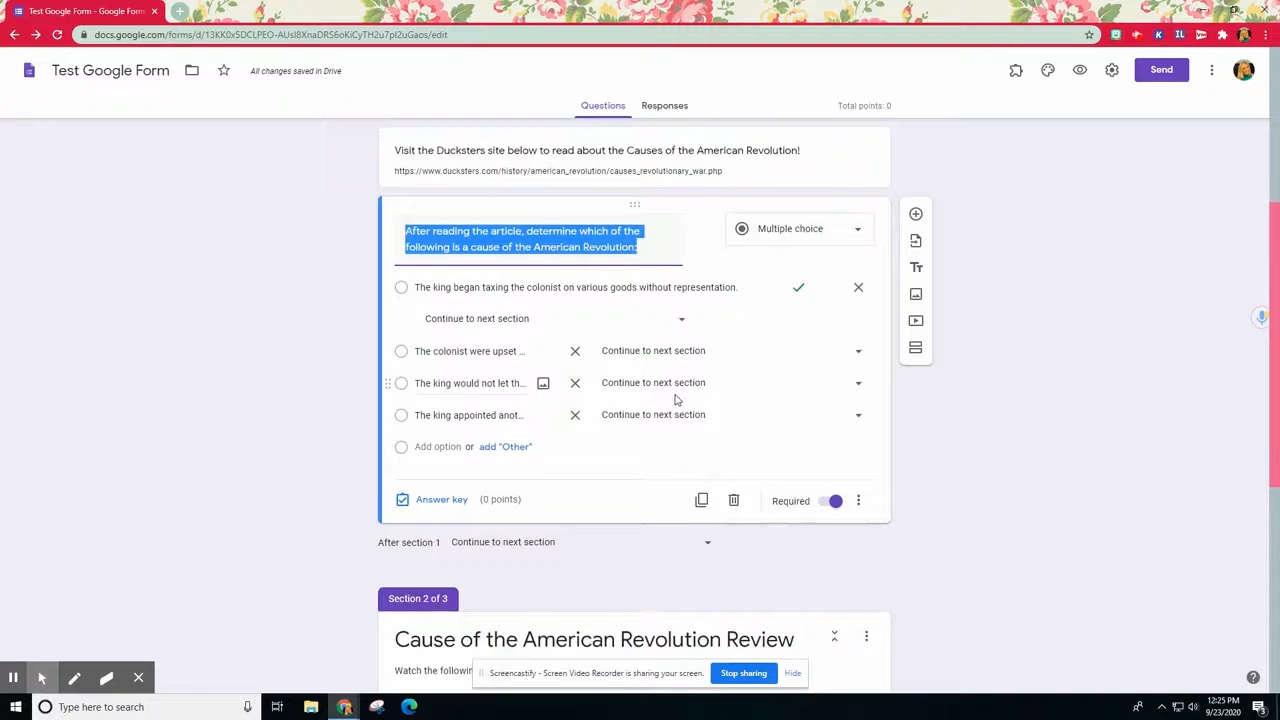 Test Google Form
docs.google.com/forms/d/13KK0x5DCLPEO-AUsI8XnaDRS6oKiCyTH2u7pI2uGaos/edit
Test Google Form
All changes saved in Drive
Send
Questions
Responses
Total points: 0
Visit the Ducksters site below to read about the Causes of the American Revolution!
https://www.ducksters.com/history/american_revolution/causes_revolutionary_war.php
After reading the article, determine which of the
following is a cause of the American Revolution:
Multiple choice
The king began taxing the colonist on various goods without representation.
Continue to next section
The colonist were upset ...
Continue to next section
The king would not let th...
Continue to next section
The king appointed anot...
Continue to next section
Add option or add "Other"
Answer key (0 points)
Required
After section 1 Continue to next section
Section 2 of 3
Cause of the American Revolution Review
Watch the followin
Screencastify - Screen Video Recorder is sharing your screen.
Stop sharing
Hide
Type here to search
12:25 PM
9/23/2020